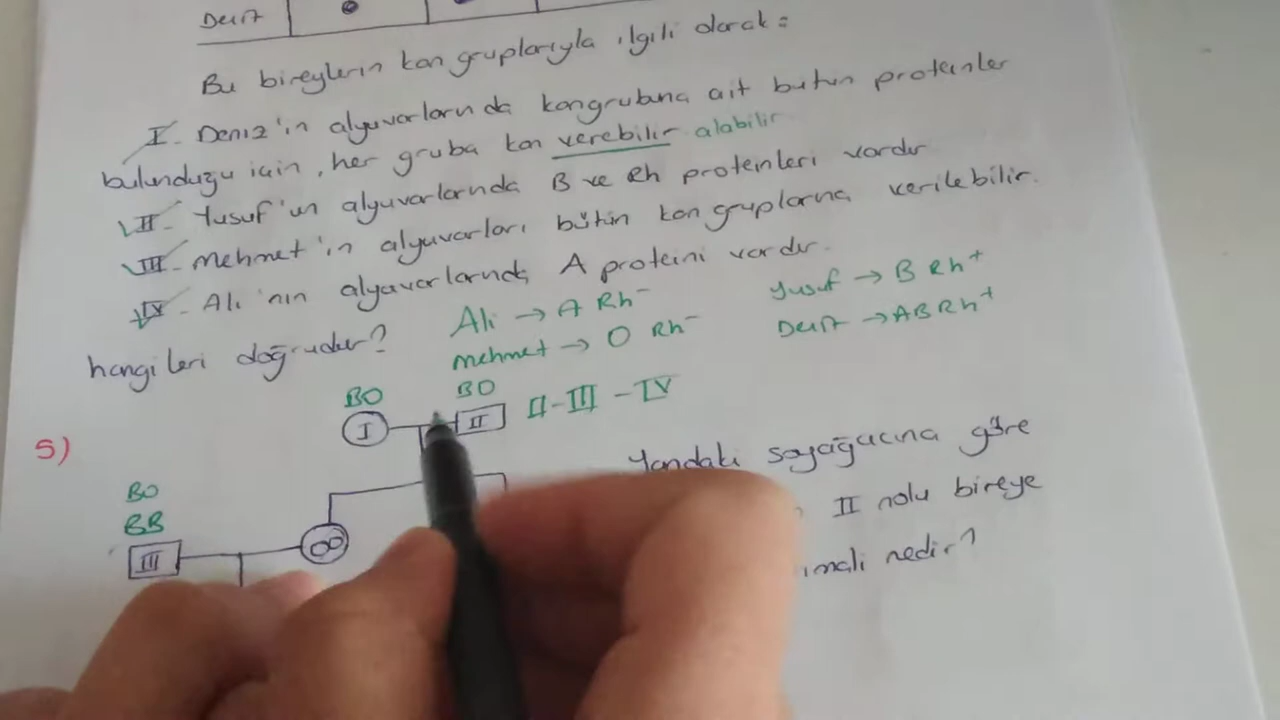 Deniz
Bu bireylerin kan gruplarıyla ilgili olarak:
I- Deniz'in alyuvarlarında kangrubuna ait bütün proteinler
bulunduğu için, her gruba kan verebilir alabilir
II- Yusuf'un alyuvarlarında B ve Rh proteinleri vardır
III- Mehmet'in alyuvarları bütün kan gruplarına verilebilir.
IV- Ali'nin alyuvarlarında A proteini vardır.
hangileri doğrudur?
Ali → A Rh⁻
Mehmet → O Rh⁻
Yusuf → B Rh⁺
Deniz → AB Rh⁺
II-III-IV
5)
BO
BO
I
II
BO
BB
III
OO
Yandaki soyağacına göre
II nolu bireye
nedir?